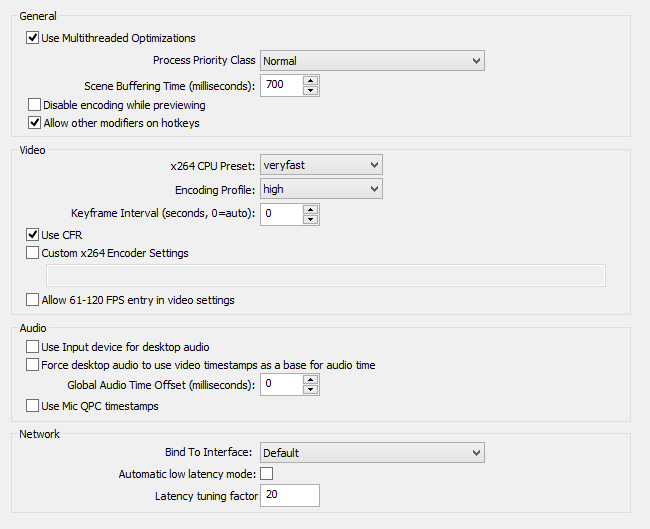 General
Use Multithreaded Optimizations
Process Priority Class Normal
Scene Buffering Time (milliseconds): 700
Disable encoding while previewing
Allow other modifiers on hotkeys
Video
x264 CPU Preset: veryfast
Encoding Profile: high
Keyframe Interval (seconds, 0=auto): 0
Use CFR
Custom x264 Encoder Settings
Allow 61-120 FPS entry in video settings
Audio
Use Input device for desktop audio
Force desktop audio to use video timestamps as a base for audio time
Global Audio Time Offset (milliseconds): 0
Use Mic QPC timestamps
Network
Bind To Interface: Default
Automatic low latency mode:
Latency tuning factor 20